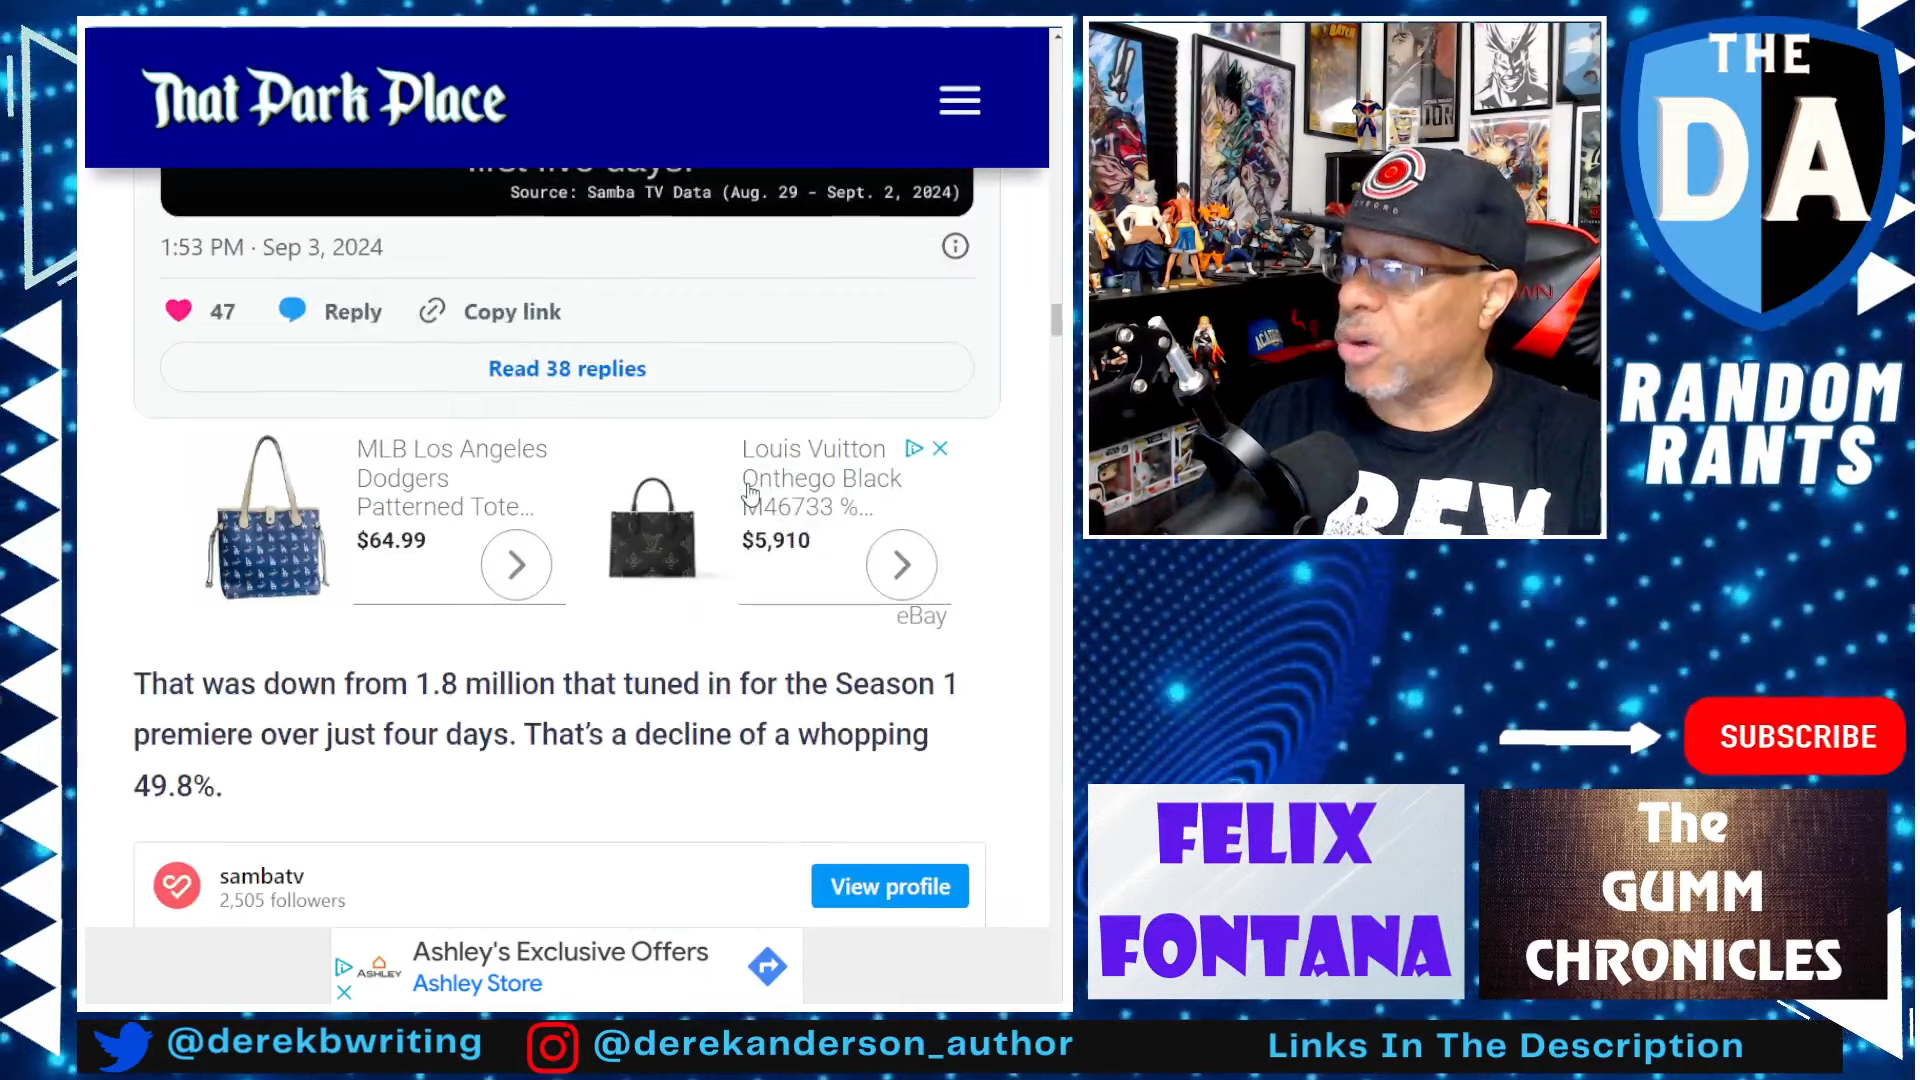 That Park Place
first five days.
Source: Samba TV Data (Aug. 29 - Sept. 2, 2024)
1:53 PM · Sep 3, 2024
47 Reply Copy link
Read 38 replies
MLB Los Angeles
Dodgers
Patterned Tote...
$64.99
Louis Vuitton
Onthego Black
M46733 %...
$5,910
eBay
That was down from 1.8 million that tuned in for the Season 1
premiere over just four days. That's a decline of a whopping
49.8%.
sambatv
2,505 followers
View profile
ASHLEY
Ashley's Exclusive Offers
Ashley Store
THE
DA
RANDOM
RANTS
SUBSCRIBE
FELIX
FONTANA
The
GUMM
CHRONICLES
@derekbwriting
@derekanderson_author
Links In The Description